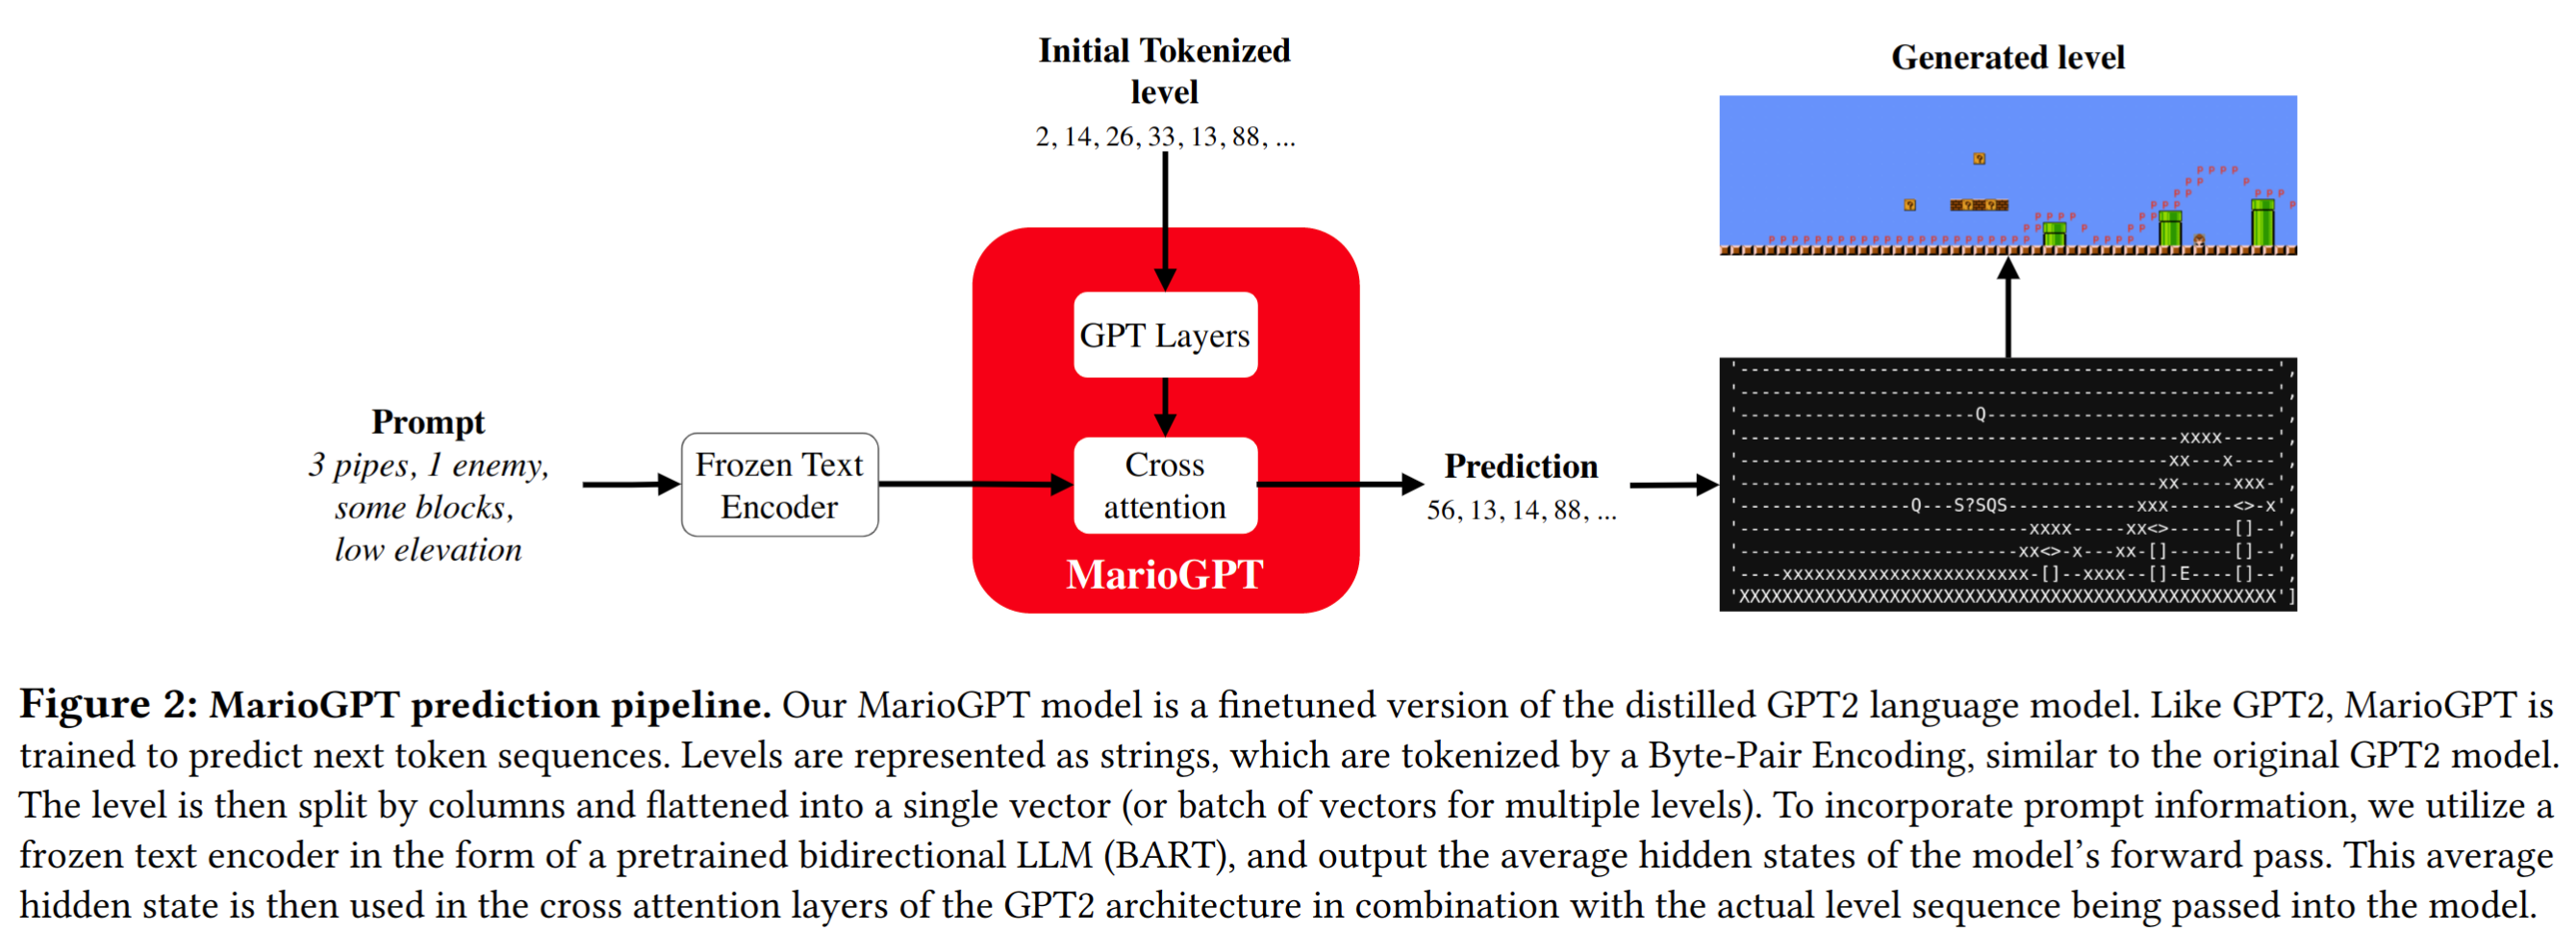 Initial Tokenized
level
2, 14, 26, 33, 13, 88, ...
Generated level
GPT Layers
Prompt
3 pipes, 1 enemy,
some blocks,
low elevation
Frozen Text
Encoder
Cross
attention
MarioGPT
Prediction
56, 13, 14, 88, ...
'--------------------------------------------------',
'--------------------------------------------------',
'----------------------Q---------------------------',
'-----------------------------------------xxxx-----',
'----------------------------------------xx---x----',
'---------------------------------------xx-----xxx-',
'----------------Q---S?SQS------------xxx------<>-x',
'---------------------------xxxx-----xx<>------[]--',
'--------------------------xx<>-x---xx-[]------[]--',
'----xxxxxxxxxxxxxxxxxxxxxxx-[]--xxxx--[]-E----[]--',
'XXXXXXXXXXXXXXXXXXXXXXXXXXXXXXXXXXXXXXXXXXXXXXXXXX']
Figure 2: MarioGPT prediction pipeline. Our MarioGPT model is a finetuned version of the distilled GPT2 language model. Like GPT2, MarioGPT is
trained to predict next token sequences. Levels are represented as strings, which are tokenized by a Byte-Pair Encoding, similar to the original GPT2 model.
The level is then split by columns and flattened into a single vector (or batch of vectors for multiple levels). To incorporate prompt information, we utilize a
frozen text encoder in the form of a pretrained bidirectional LLM (BART), and output the average hidden states of the model's forward pass. This average
hidden state is then used in the cross attention layers of the GPT2 architecture in combination with the actual level sequence being passed into the model.